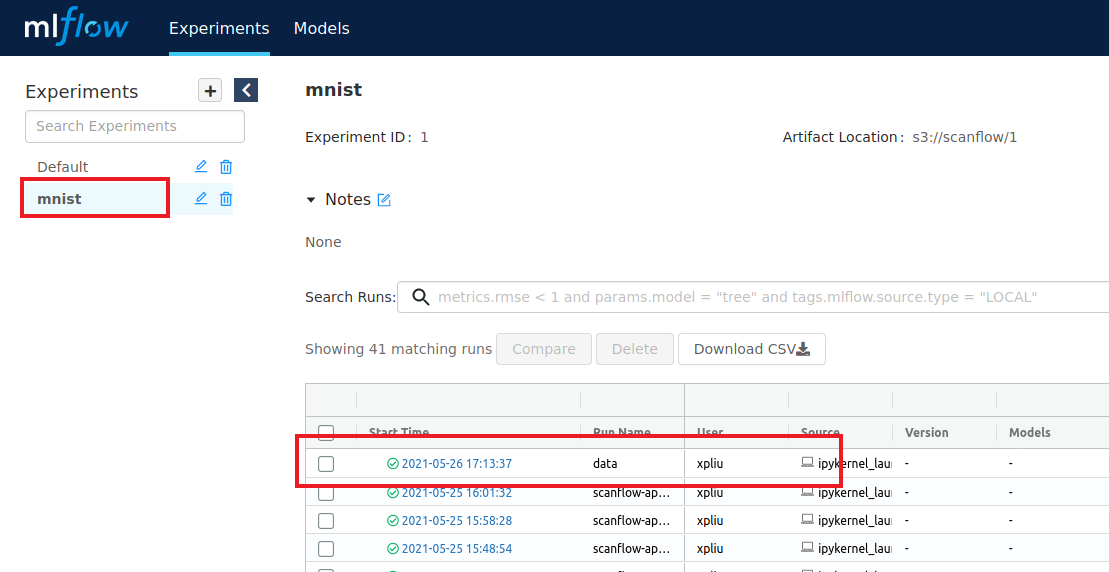 mlflow Experiments Models
Experiments
Search Experiments
Default
mnist
mnist
Experiment ID: 1 Artifact Location: s3://scanflow/1
Notes
None
Search Runs: metrics.rmse < 1 and params.model = "tree" and tags.mlflow.source.type = "LOCAL"
Showing 41 matching runs Compare Delete Download CSV
Start Time Run Name User Source Version Models
2021-05-26 17:13:37 data xpliu ipykernel_lau - -
2021-05-25 16:01:32 scanflow-ap... xpliu ipykernel_lau - -
2021-05-25 15:58:28 scanflow-ap... xpliu ipykernel_lau - -
2021-05-25 15:48:54 scanflow-ap... xpliu ipykernel_lau - -